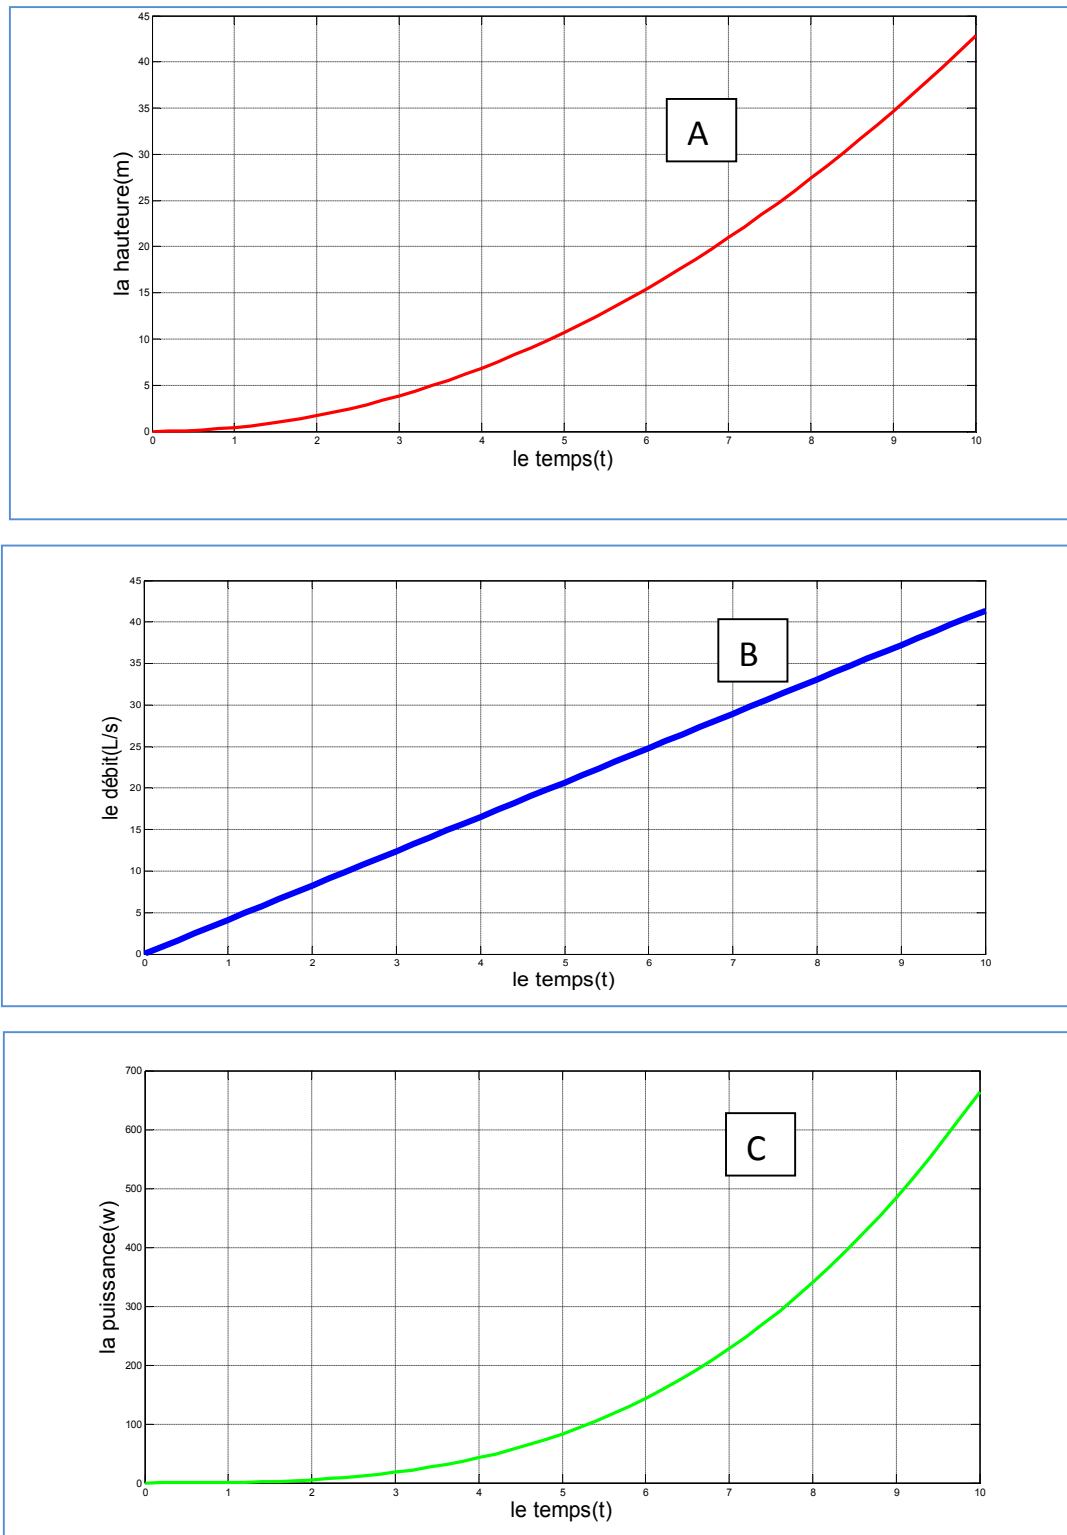 45
40
35
30
25
20
15
10
5
0
la hauteure(m)
A
0 1 2 3 4 5 6 7 8 9 10
le temps(t)
45
40
35
30
25
20
15
10
5
0
le débit(L/s)
B
0 1 2 3 4 5 6 7 8 9 10
le temps(t)
700
600
500
400
300
200
100
0
la puissance(w)
C
0 1 2 3 4 5 6 7 8 9 10
le temps(t)